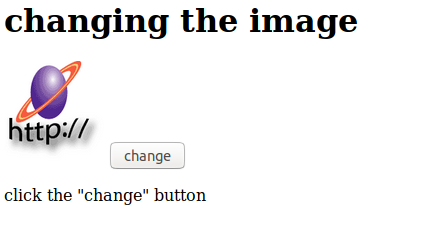 changing the image
http://
change
click the "change" button